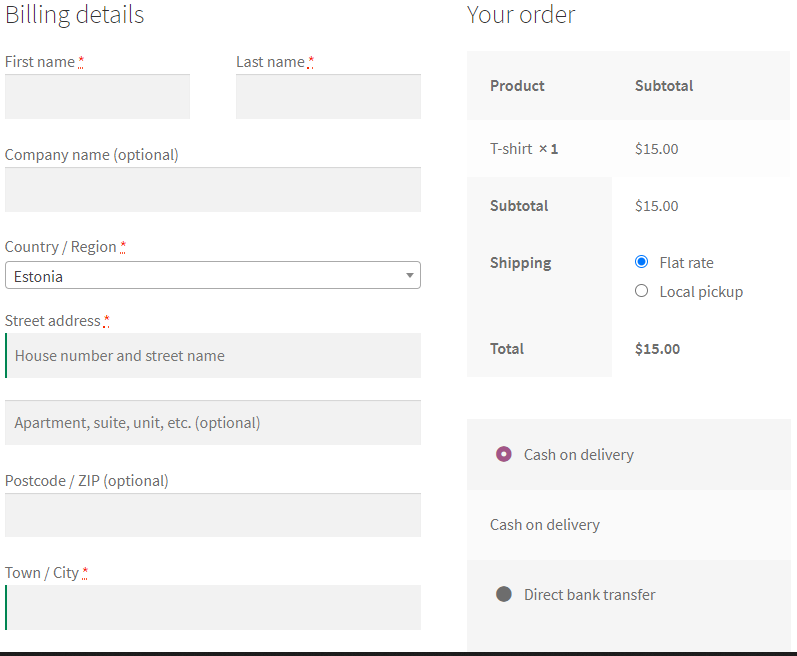 Billing details
First name *
Last name *
Company name (optional)
Country / Region *
Estonia
Street address *
House number and street name
Apartment, suite, unit, etc. (optional)
Postcode / ZIP (optional)
Town / City *
Your order
Product Subtotal
T-shirt × 1 $15.00
Subtotal $15.00
Shipping Flat rate
Local pickup
Total $15.00
Cash on delivery
Cash on delivery
Direct bank transfer